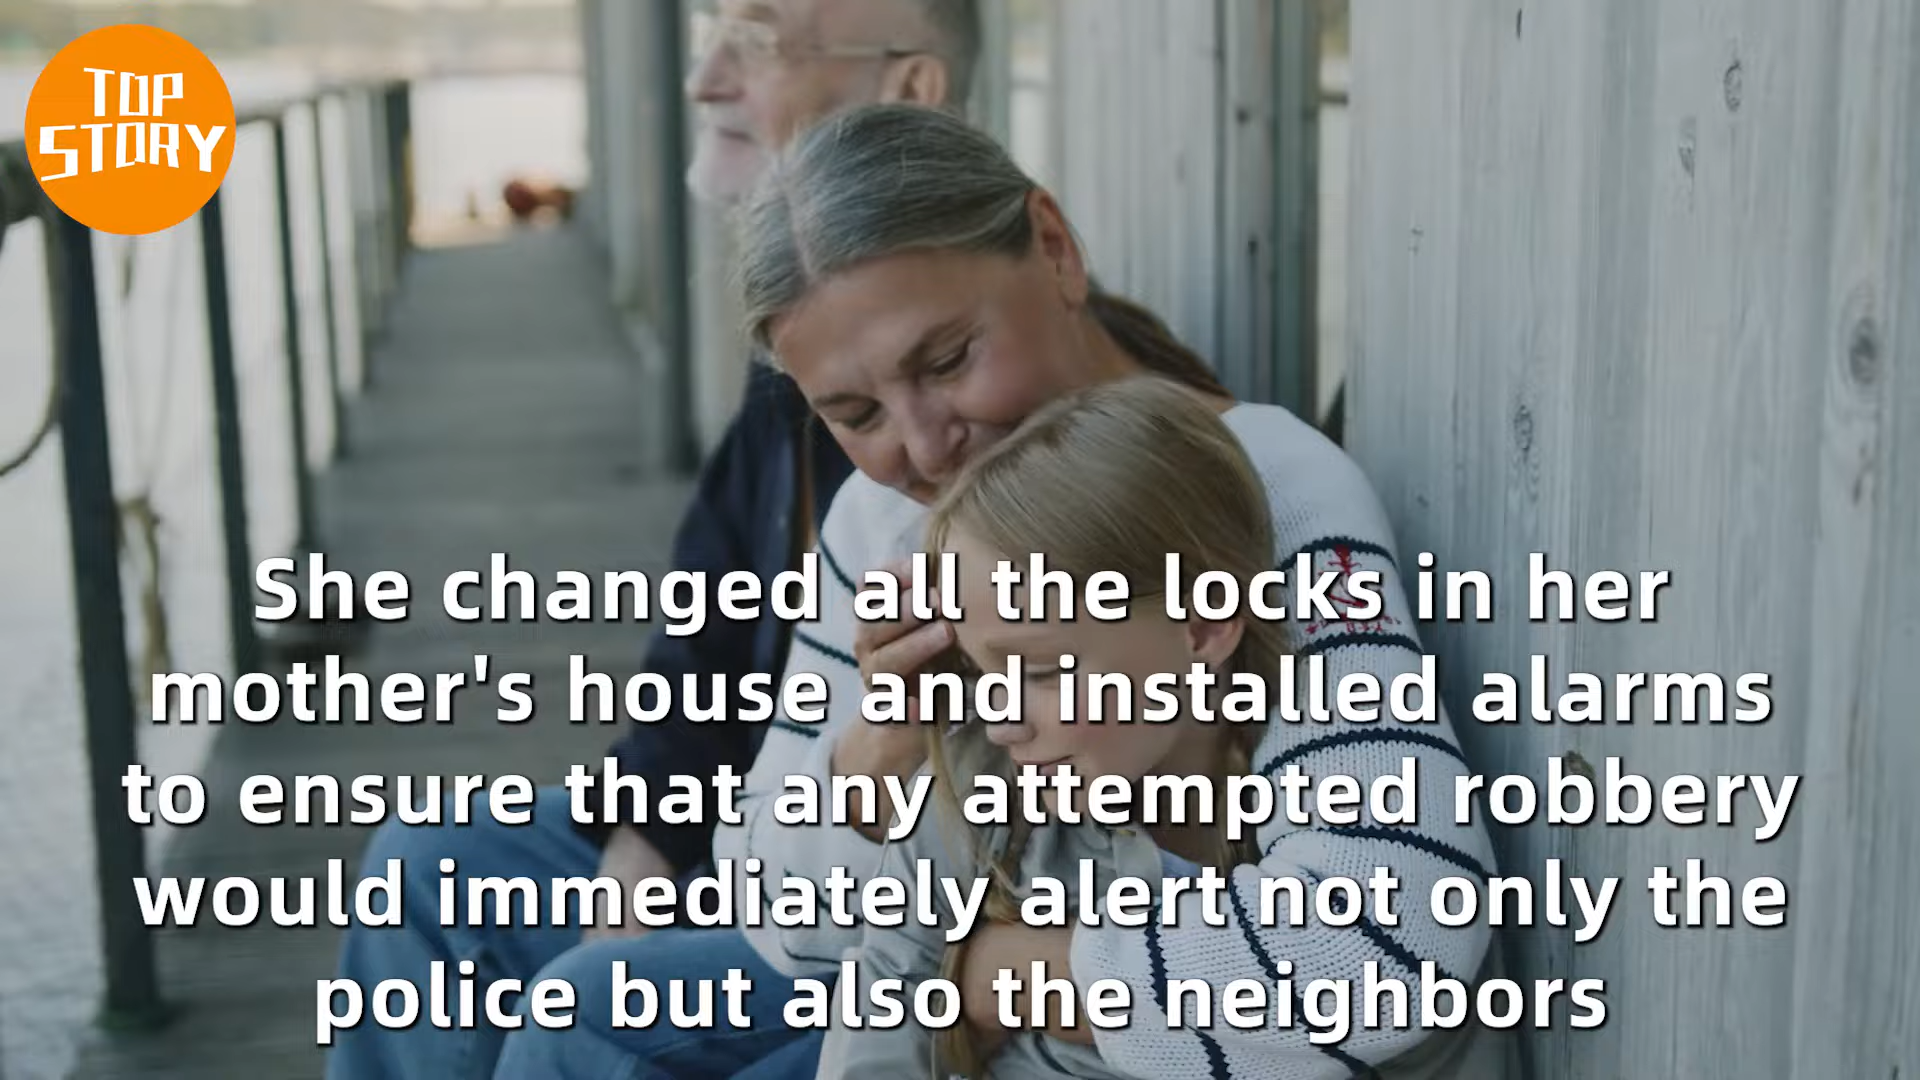 TOP
STORY
She changed all the locks in her
mother's house and installed alarms
to ensure that any attempted robbery
would immediately alert not only the
police but also the neighbors